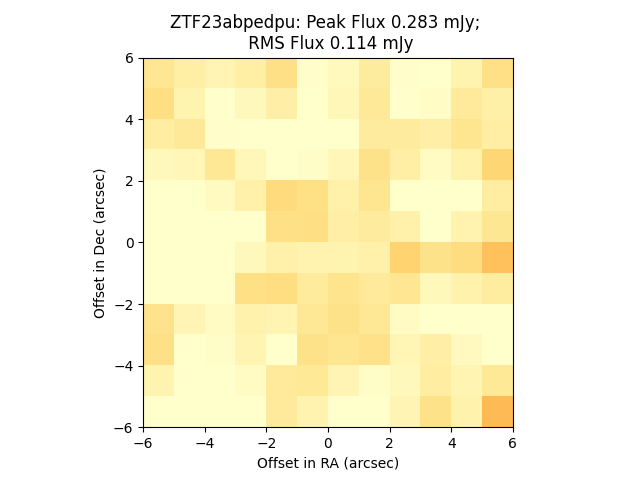 ZTF23abpedpu: Peak Flux 0.283 mJy;
RMS Flux 0.114 mJy
6
4
2
0
−2
−4
−6
Offset in Dec (arcsec)
−6 −4 −2 0 2 4 6
Offset in RA (arcsec)